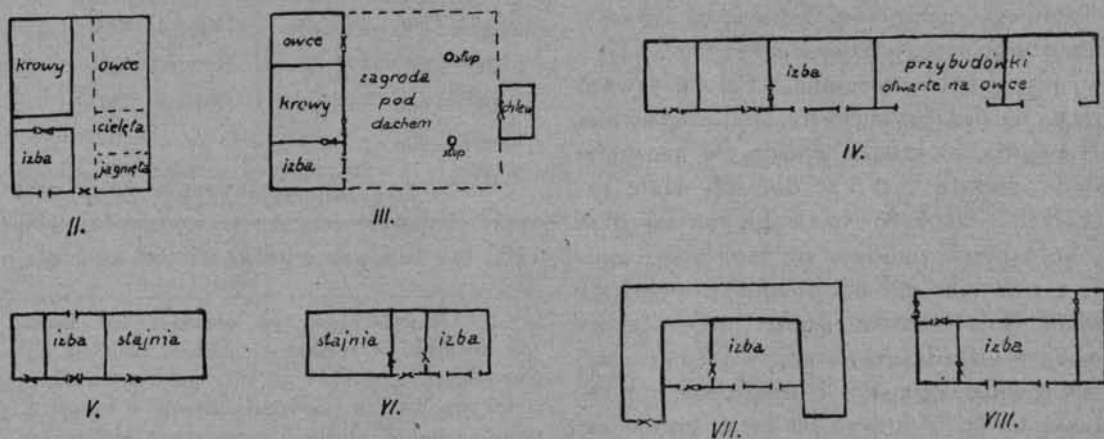 krowy
owce
cielęta
jagnięta
izba
II.
owce
krowy
izba
zagroda
pod
dachem
słup
słup
chlew
III.
izba
przybudówki
otwarte na owce
IV.
izba
stajnia
V.
stajnia
izba
VI.
izba
VII.
izba
VIII.